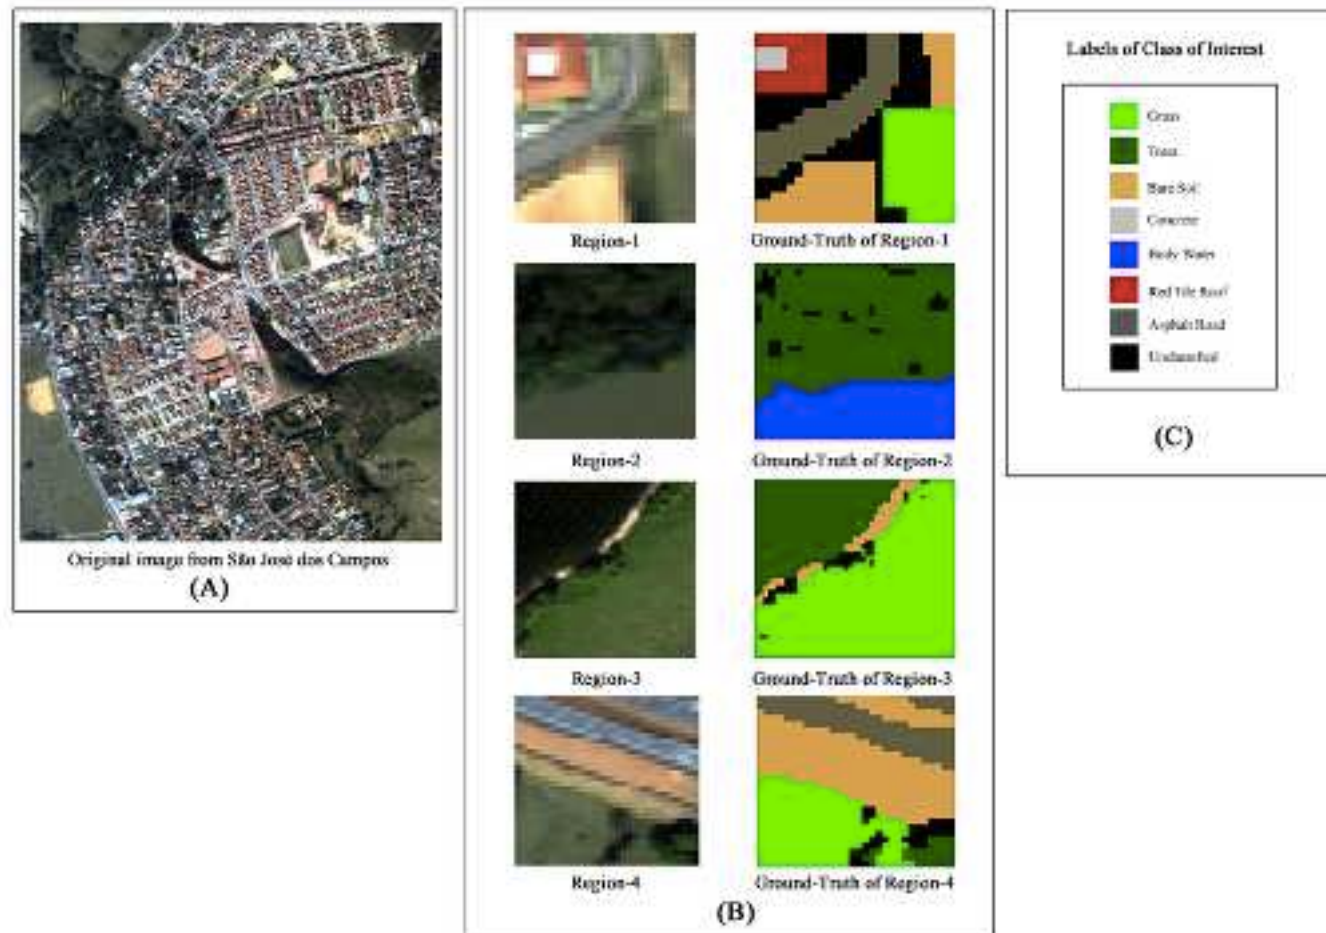 Original imago from São José dos Campos
(A)
Region-1
Ground-Truth of Region-1
Region-2
Ground-Truth of Region-2
Region-3
Ground-Truth of Region-3
Region-4
Ground-Truth of Region-4
(B)
Labels of Class of Interest
Grass
Trees
Bare Soil
Concrete
Body Water
Red Tile Roof
Asphalt Road
Unclassified
(C)